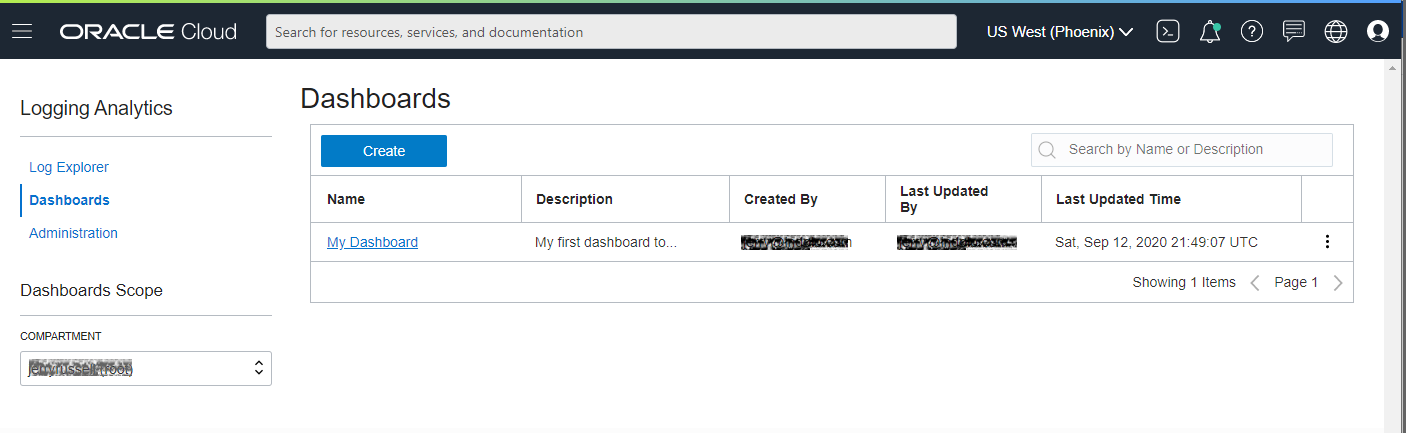 ORACLE Cloud
Search for resources, services, and documentation
US West (Phoenix)
Logging Analytics
Log Explorer
Dashboards
Administration
Dashboards Scope
COMPARTMENT
(root)
Dashboards
Create
Search by Name or Description
Name
Description
Created By
Last Updated
By
Last Updated Time
My Dashboard
My first dashboard to...
Sat, Sep 12, 2020 21:49:07 UTC
Showing 1 Items
Page 1